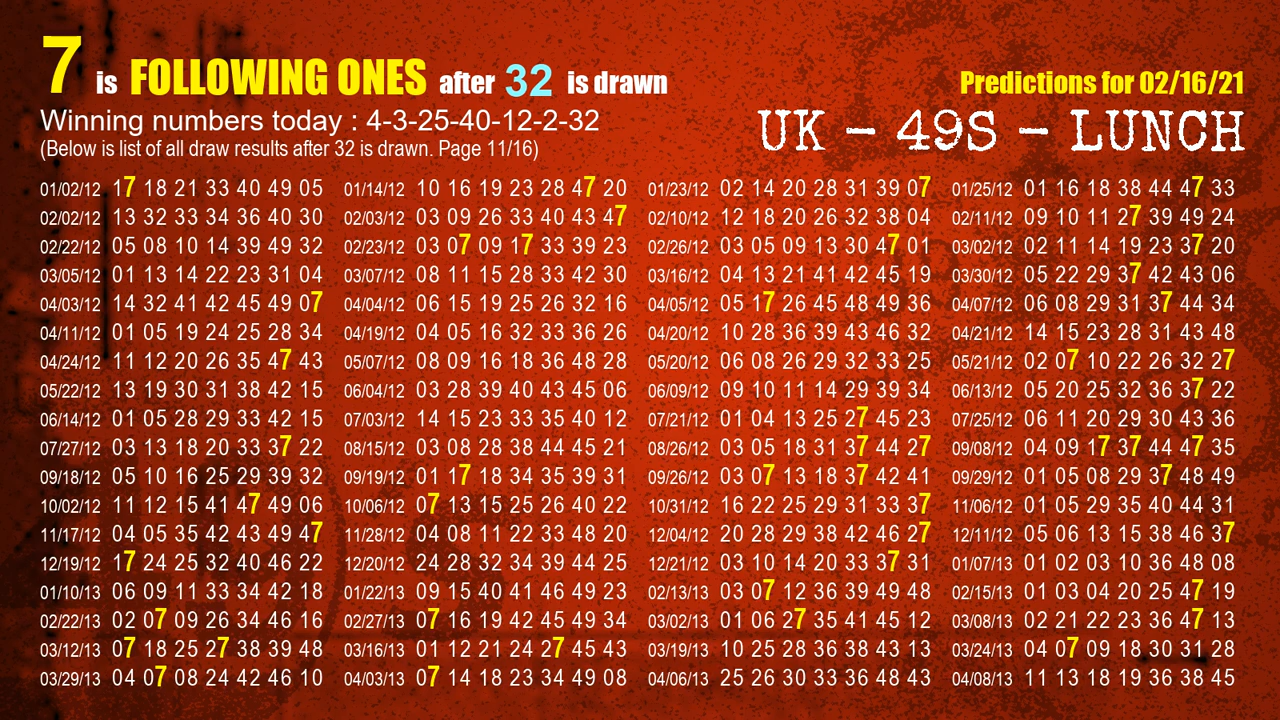 7 is FOLLOWING ONES after 32 is drawn
Predictions for 02/16/21
Winning numbers today : 4-3-25-40-12-2-32
UK - 49S - LUNCH
(Below is list of all draw results after 32 is drawn. Page 11/16)
01/02/12 17 18 21 33 40 49 05 01/14/12 10 16 19 23 28 47 20 01/23/12 02 14 20 28 31 39 07 01/25/12 01 16 18 38 44 47 33
02/02/12 13 32 33 34 36 40 30 02/03/12 03 09 26 33 40 43 47 02/10/12 12 18 20 26 32 38 04 02/11/12 09 10 11 27 39 49 24
02/22/12 05 08 10 14 39 49 32 02/23/12 03 07 09 17 33 39 23 02/26/12 03 05 09 13 30 47 01 03/02/12 02 11 14 19 23 37 20
03/05/12 01 13 14 22 23 31 04 03/07/12 08 11 15 28 33 42 30 03/16/12 04 13 21 41 42 45 19 03/30/12 05 22 29 37 42 43 06
04/03/12 14 32 41 42 45 49 07 04/04/12 06 15 19 25 26 32 16 04/05/12 05 17 26 45 48 49 36 04/07/12 06 08 29 31 37 44 34
04/11/12 01 05 19 24 25 28 34 04/19/12 04 05 16 32 33 36 26 04/20/12 10 28 36 39 43 46 32 04/21/12 14 15 23 28 31 43 48
04/24/12 11 12 20 26 35 47 43 05/07/12 08 09 16 18 36 48 28 05/20/12 06 08 26 29 32 33 25 05/21/12 02 07 10 22 26 32 27
05/22/12 13 19 30 31 38 42 15 06/04/12 03 28 39 40 43 45 06 06/09/12 09 10 11 14 29 39 34 06/13/12 05 20 25 32 36 37 22
06/14/12 01 05 28 29 33 42 15 07/03/12 14 15 23 33 35 40 12 07/21/12 01 04 13 25 27 45 23 07/25/12 06 11 20 29 30 43 36
07/27/12 03 13 18 20 33 37 22 08/15/12 03 08 28 38 44 45 21 08/26/12 03 05 18 31 37 44 27 09/08/12 04 09 17 37 44 47 35
09/18/12 05 10 16 25 29 39 32 09/19/12 01 17 18 34 35 39 31 09/26/12 03 07 13 18 37 42 41 09/29/12 01 05 08 29 37 48 49
10/02/12 11 12 15 41 47 49 06 10/06/12 07 13 15 25 26 40 22 10/31/12 16 22 25 29 31 33 37 11/06/12 01 05 29 35 40 44 31
11/17/12 04 05 35 42 43 49 47 11/28/12 04 08 11 22 33 48 20 12/04/12 20 28 29 38 42 46 27 12/11/12 05 06 13 15 38 46 37
12/19/12 17 24 25 32 40 46 22 12/20/12 24 28 32 34 39 44 25 12/21/12 03 10 14 20 33 37 31 01/07/13 01 02 03 10 36 48 08
01/10/13 06 09 11 33 34 42 18 01/22/13 09 15 40 41 46 49 23 02/13/13 03 07 12 36 39 49 48 02/15/13 01 03 04 20 25 47 19
02/22/13 02 07 09 26 34 46 16 02/27/13 07 16 19 42 45 49 34 03/02/13 01 06 27 35 41 45 12 03/08/13 02 21 22 23 36 47 13
03/12/13 07 18 25 27 38 39 48 03/16/13 01 12 21 24 27 45 43 03/19/13 10 25 28 36 38 43 13 03/24/13 04 07 09 18 30 31 28
03/29/13 04 07 08 24 42 46 10 04/03/13 07 14 18 23 34 49 08 04/06/13 25 26 30 33 36 48 43 04/08/13 11 13 18 19 36 38 45